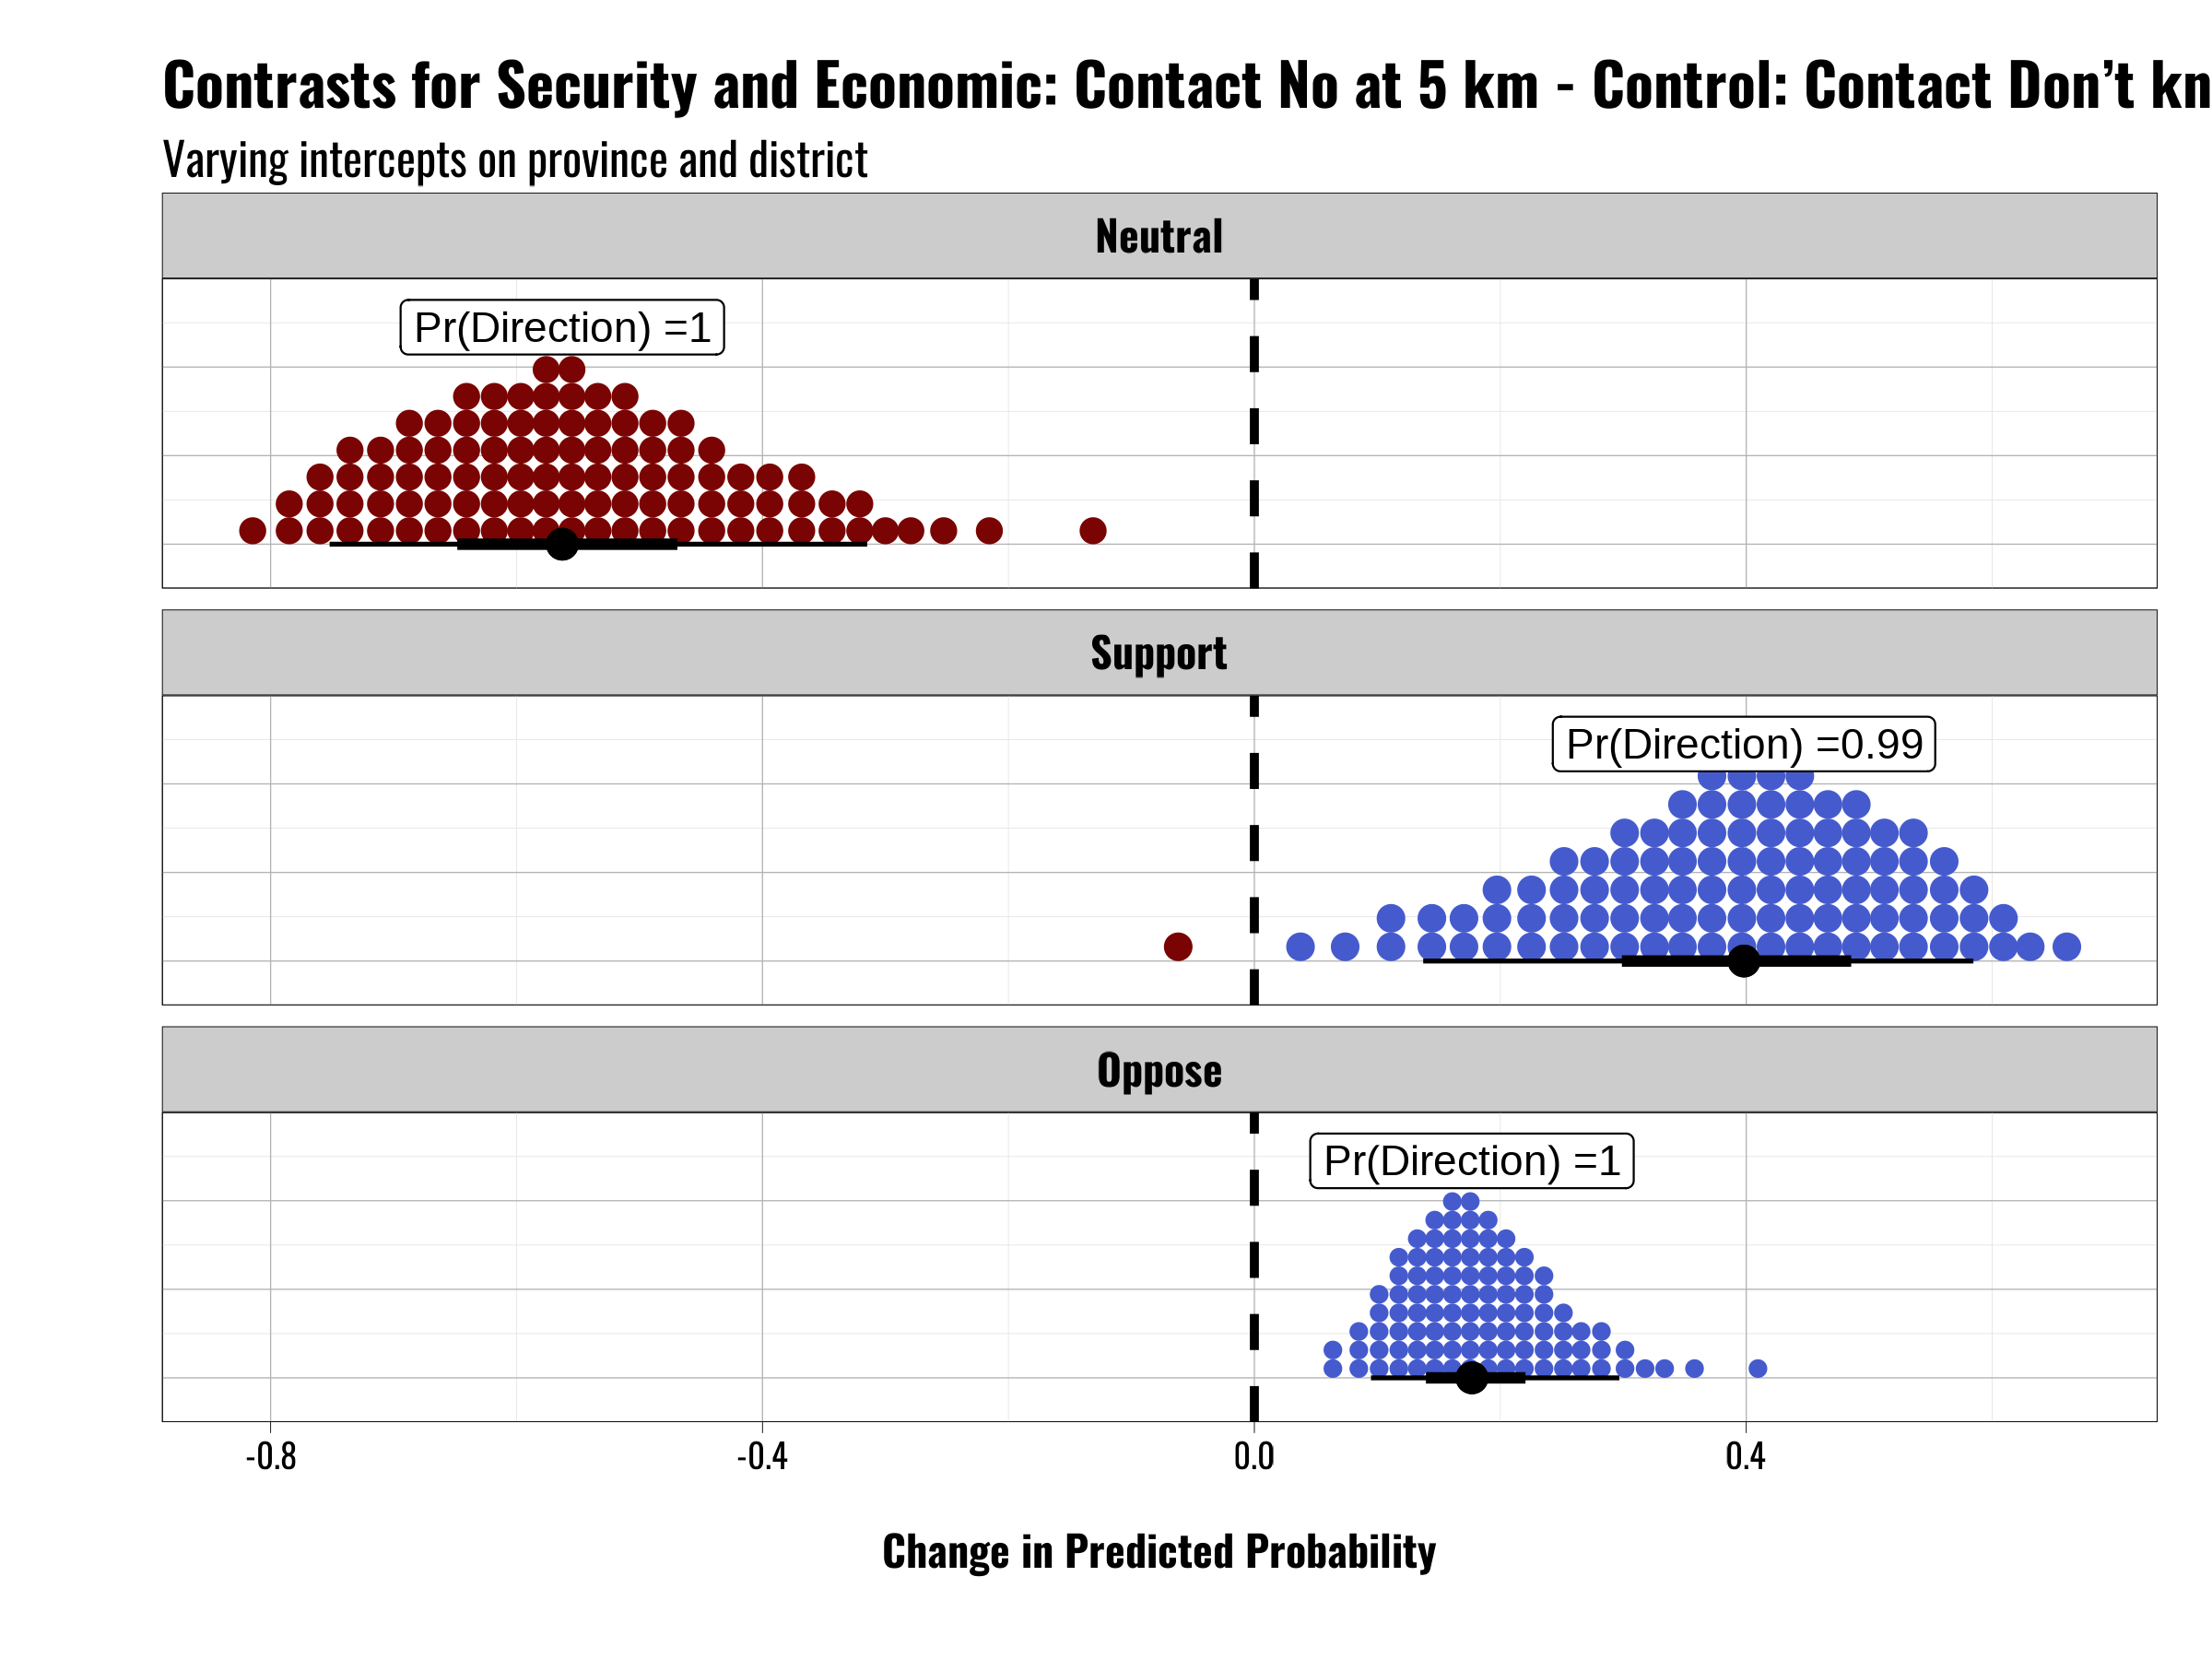 Contrasts for Security and Economic: Contact No at 5 km - Control: Contact Don’t kn
Varying intercepts on province and district
Neutral
Pr(Direction) =1
Support
Pr(Direction) =0.99
Oppose
Pr(Direction) =1
-0.8 -0.4 0.0 0.4
Change in Predicted Probability